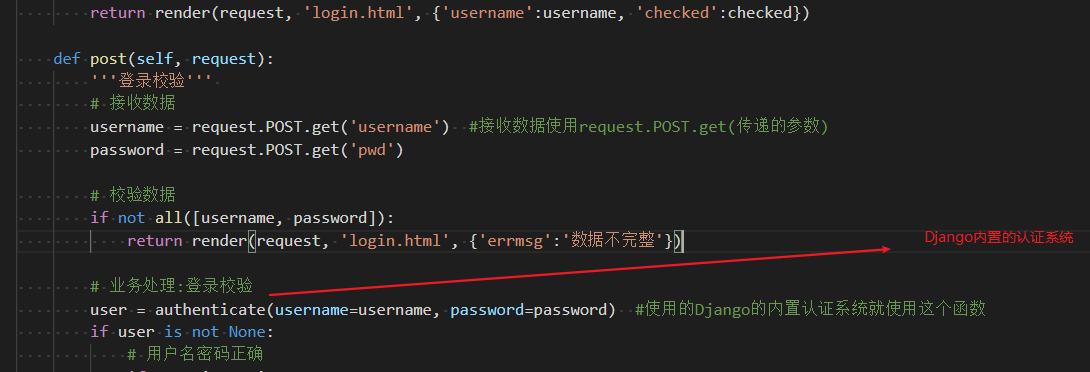 return render(request, 'login.html', {'username':username, 'checked':checked})
def post(self, request):
'''登录校验'''
# 接收数据
username = request.POST.get('username')  #接收数据使用request.POST.get(传递的参数)
password = request.POST.get('pwd')
# 校验数据
if not all([username, password]):
return render(request, 'login.html', {'errmsg':'数据不完整'})
Django内置的认证系统
# 业务处理:登录校验
user = authenticate(username=username, password=password)  #使用的Django的内置认证系统就使用这个函数
if user is not None:
# 用户名密码正确